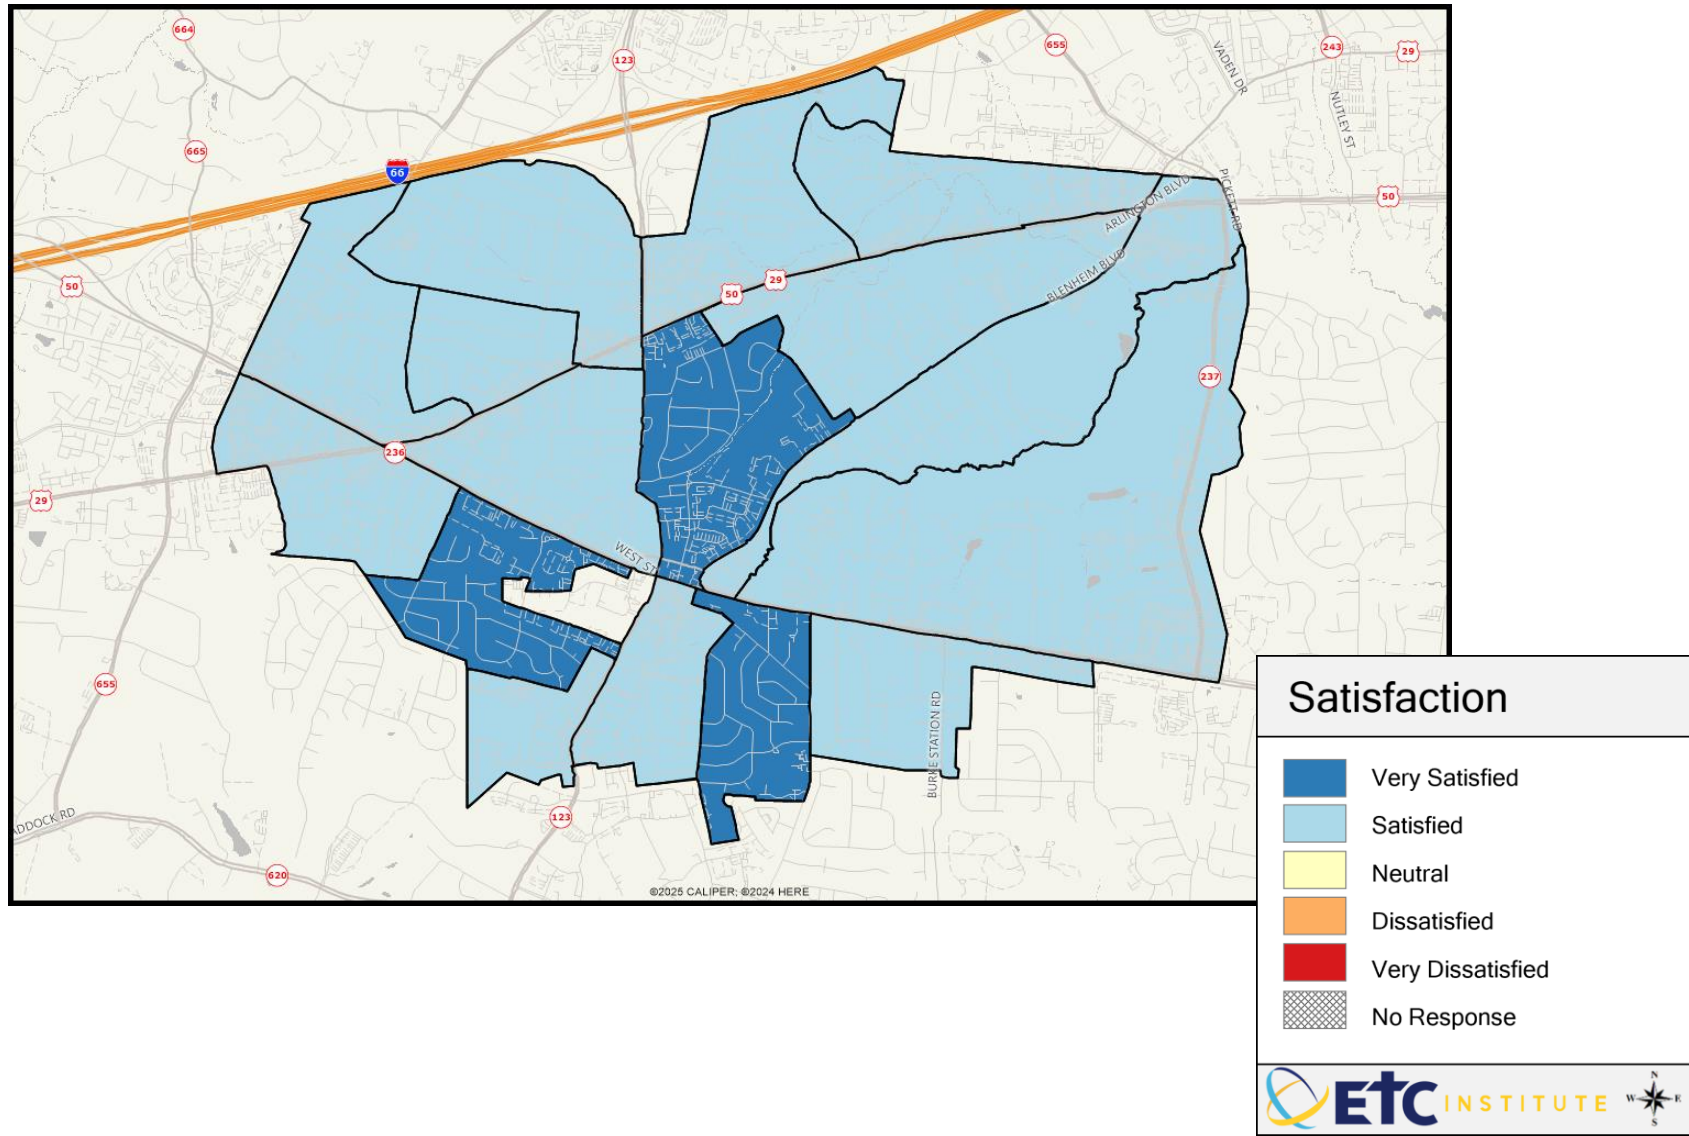 664
123
655
VADEN DR
243
29
NUTLEY ST
665
66
PICKETT RD
50
ARLINGTON BLVD
50
BLENHEIM BLVD
29
50
237
236
29
WEST ST
655
BURKE STATION RD
123
ADDOCK RD
620
©2025 CALIPER; ©2024 HERE
Satisfaction
Very Satisfied
Satisfied
Neutral
Dissatisfied
Very Dissatisfied
No Response
ETC INSTITUTE
N
W E
S